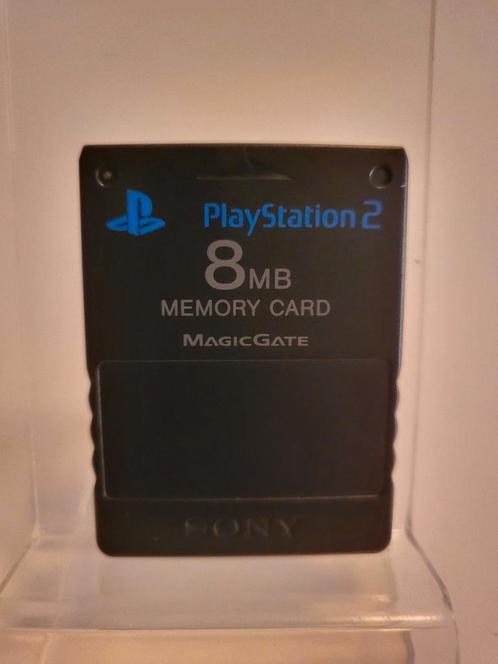 PlayStation 2
8MB
MEMORY CARD
MAGICGATE
SONY